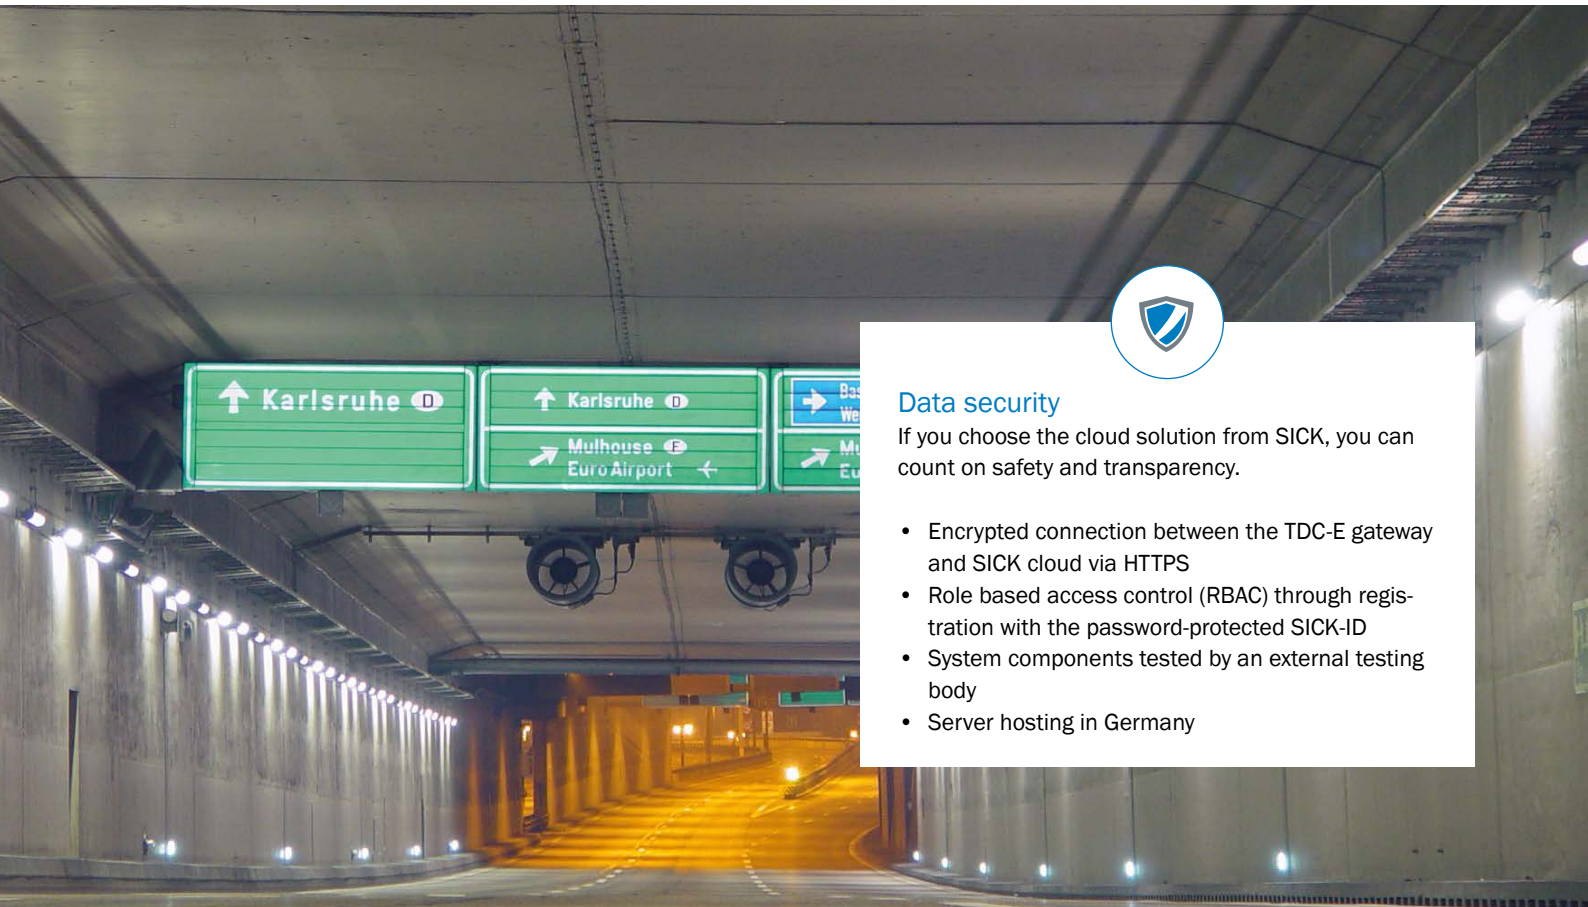 Karlsruhe D
Karlsruhe D
Mulhouse F
EuroAirport
Data security
If you choose the cloud solution from SICK, you can
count on safety and transparency.
• Encrypted connection between the TDC-E gateway
and SICK cloud via HTTPS
• Role based access control (RBAC) through regis-
tration with the password-protected SICK-ID
• System components tested by an external testing
body
• Server hosting in Germany